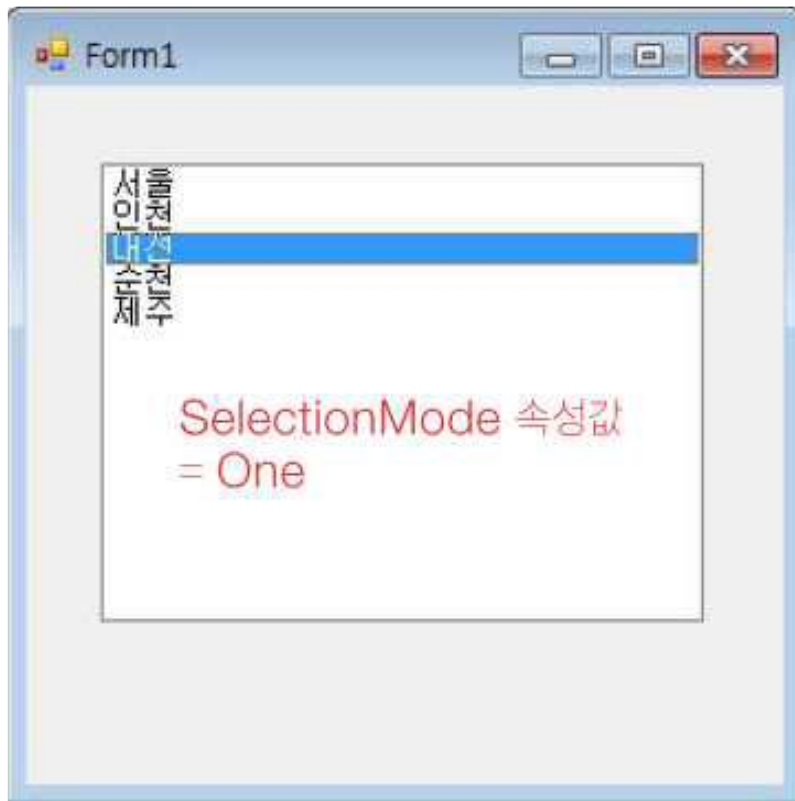 Form1
서울
인천
대전
순천
제주
SelectionMode 속성값
= One